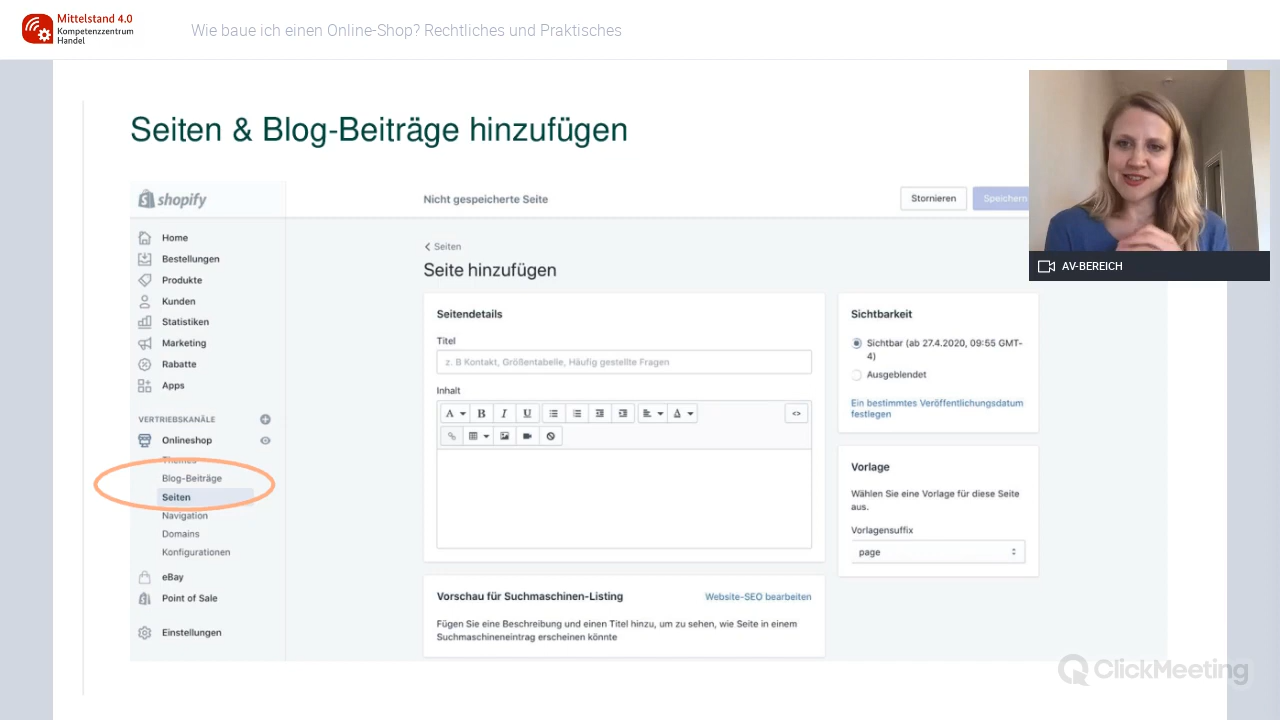 Mittelstand 4.0
Kompetenzzentrum
Handel
Wie baue ich einen Online-Shop? Rechtliches und Praktisches
Seiten & Blog-Beiträge hinzufügen
shopify
Nicht gespeicherte Seite
Stornieren
Speichern
AV-BEREICH
Home
Bestellungen
Produkte
Kunden
Statistiken
Marketing
Rabatte
Apps
VERTRIEBSKANÄLE
Onlineshop
Themes
Blog-Beiträge
Seiten
Navigation
Domains
Konfigurationen
eBay
Point of Sale
Einstellungen
Seiten
Seite hinzufügen
Seitendetails
Titel
z. B Kontakt, Größentabelle, Häufig gestellte Fragen
Inhalt
A B I U A <>
Vorschau für Suchmaschinen-Listing
Website-SEO bearbeiten
Fügen Sie eine Beschreibung und einen Titel hinzu, um zu sehen, wie Seite in einem
Suchmaschineneintrag erscheinen könnte
Sichtbarkeit
Sichtbar (ab 27.4.2020, 09:55 GMT-
4)
Ausgeblendet
Ein bestimmtes Veröffentlichungsdatum
festlegen
Vorlage
Wählen Sie eine Vorlage für diese Seite
aus.
Vorlagensuffix
page
ClickMeeting